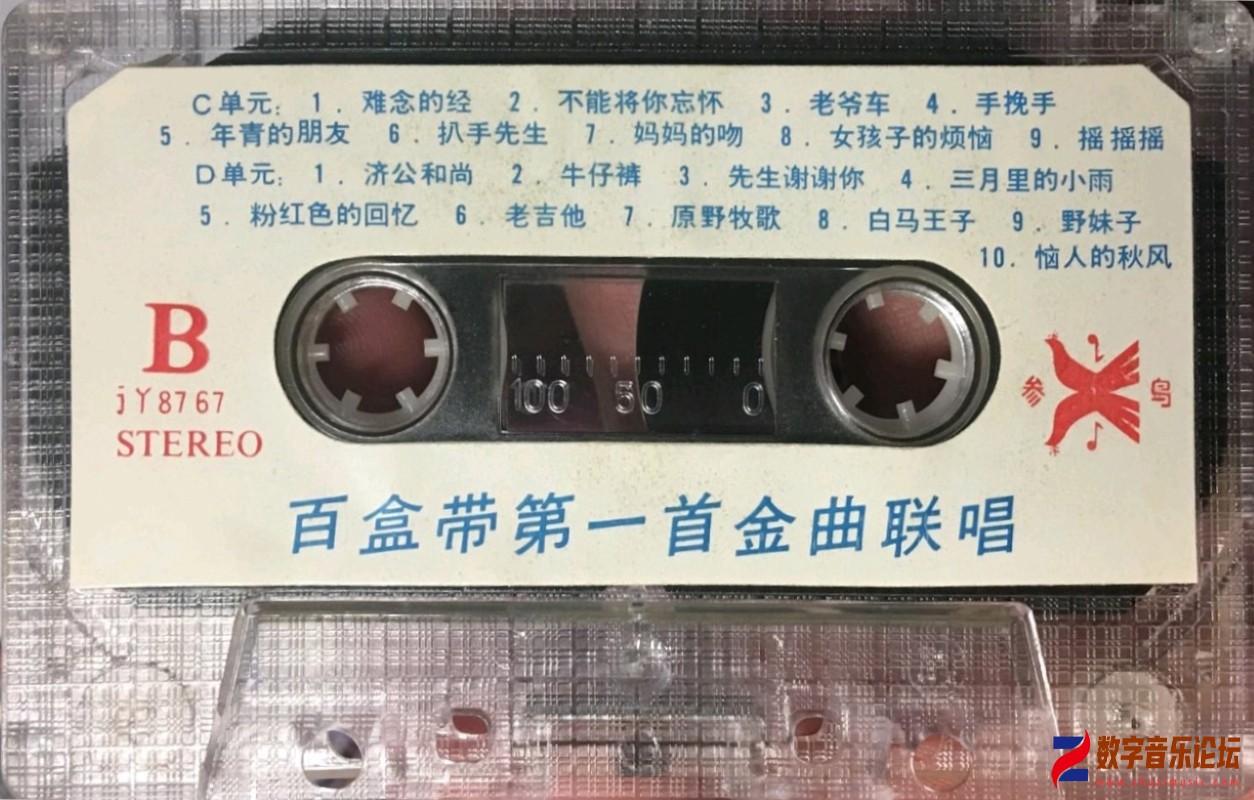 C单元: 1. 难念的经 2. 不能将你忘怀 3. 老爷车 4. 手挽手
5. 年青的朋友 6. 扒手先生 7. 妈妈的吻 8. 女孩子的烦恼 9. 摇摇摇
D单元: 1. 济公和尚 2. 牛仔裤 3. 先生谢谢你 4. 三月里的小雨
5. 粉红色的回忆 6. 老吉他 7. 原野牧歌 8. 白马王子 9. 野妹子
10. 恼人的秋风
B
jY8767
STEREO
100 50 0
参 鸟
百盒带第一首金曲联唱
数字音乐论坛